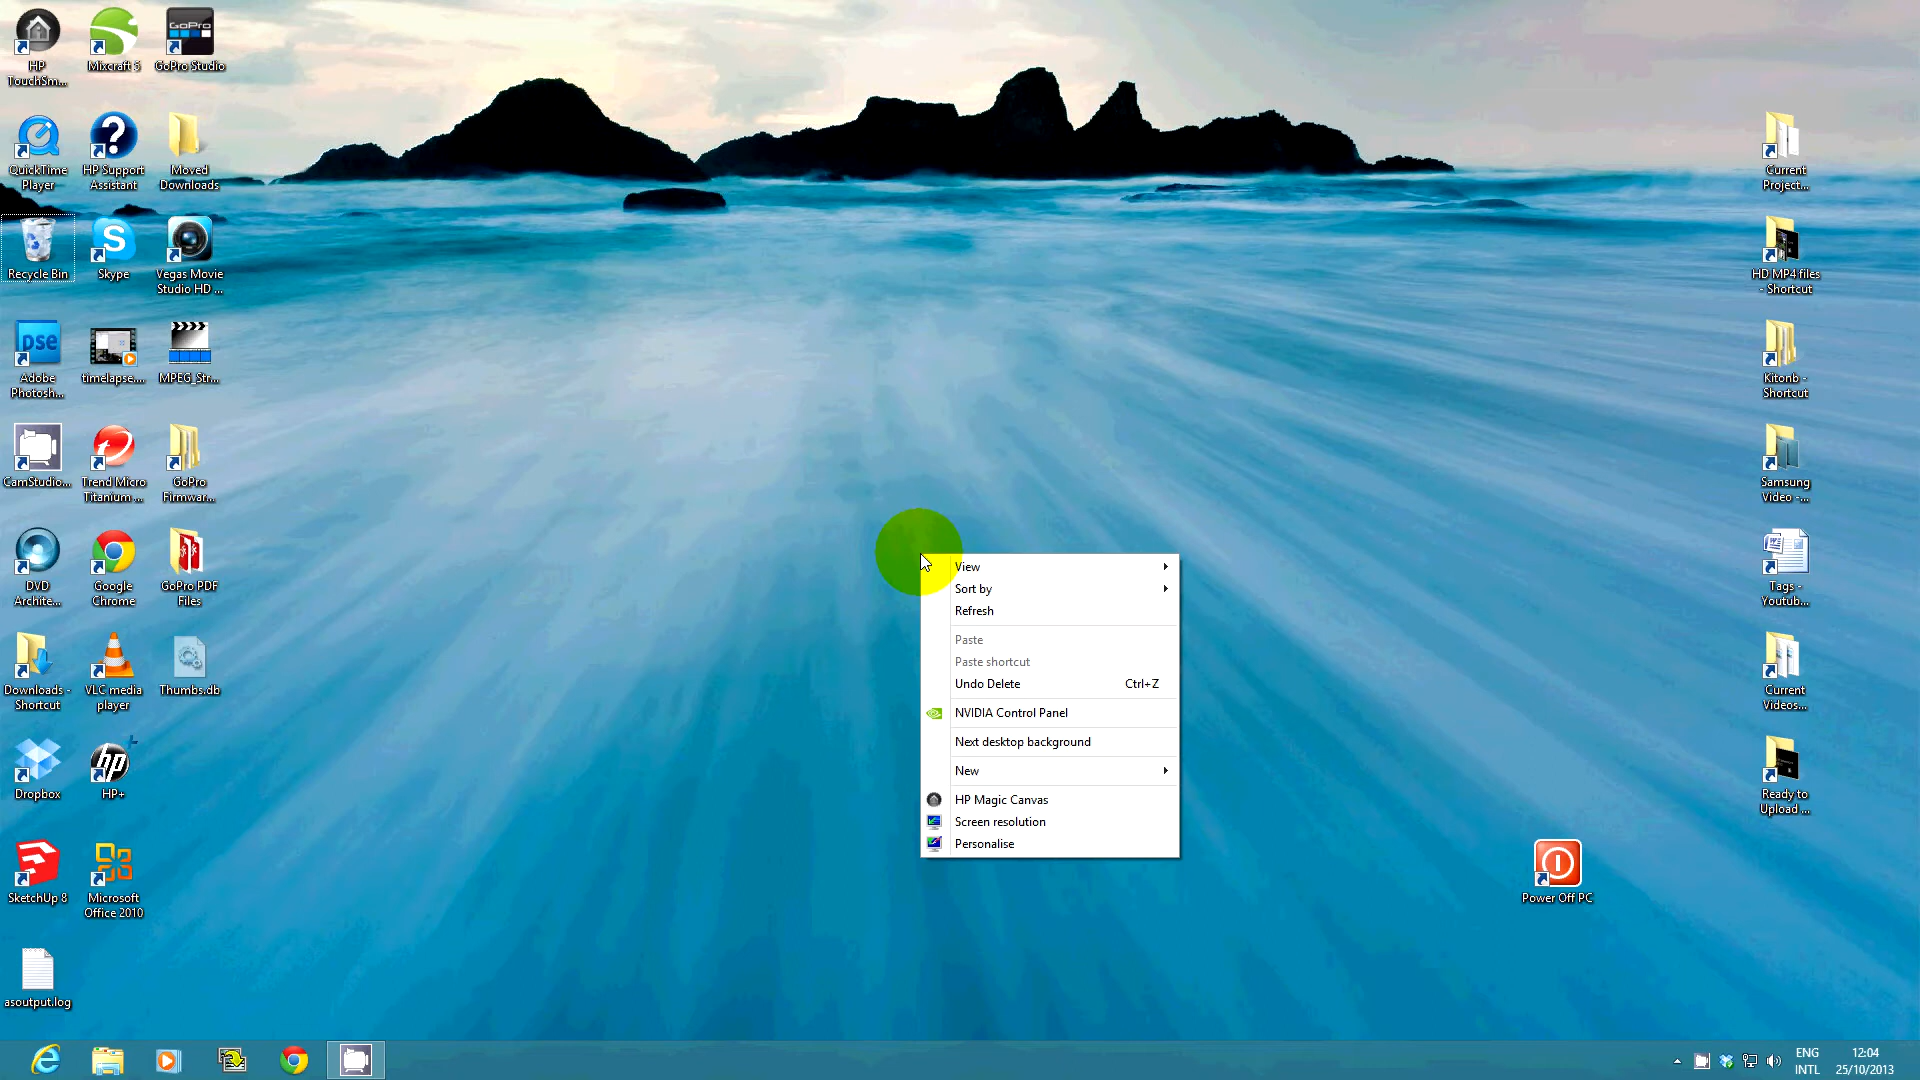 HP
TouchSm...
Mixcraft 5
GoPro
GoPro Studio
QuickTime
Player
?
HP Support
Assistant
Moved
Downloads
Recycle Bin
S
Skype
Vegas Movie
Studio HD ...
pse
Adobe
Photosh...
timelapse....
MPEG_Str...
CamStudio...
Trend Micro
Titanium ...
GoPro
Firmwar...
DVD
Archite...
Google
Chrome
GoPro PDF
Files
Downloads -
Shortcut
VLC media
player
Thumbs.db
Dropbox
hp
HP+
SketchUp 8
Microsoft
Office 2010
asoutput.log
View
Sort by
Refresh
Paste
Paste shortcut
Undo Delete Ctrl+Z
NVIDIA Control Panel
Next desktop background
New
HP Magic Canvas
Screen resolution
Personalise
Current
Project...
HD MP4 files
- Shortcut
Kitonb -
Shortcut
Samsung
Video -...
Tags -
Youtub...
Current
Videos...
Ready to
Upload ...
Power Off PC
ENG
INTL
12:04
25/10/2013